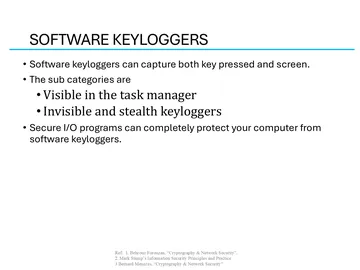 SOFTWARE KEYLOGGERS
• Software keyloggers can capture both key pressed and screen.
• The sub categories are
• Visible in the task manager
• Invisible and stealth keyloggers
• Secure I/O programs can completely protect your computer from
software keyloggers.
Ref: 1. Behrouz Forouzan, "Cryptography & Network Security",
2. Mark Stamp's Information Security Principles and Practice
3 Bernard Menezes, "Cryptography & Network Security"